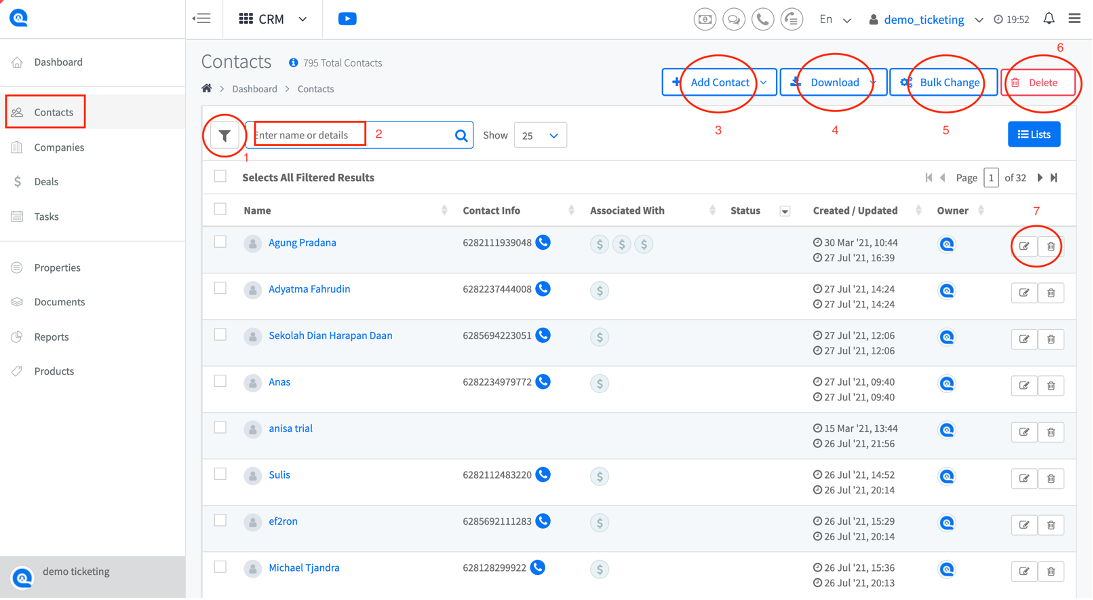 CRM
En
demo_ticketing
19:52
6
Dashboard
Contacts
Companies
Deals
Tasks
Properties
Documents
Reports
Products
demo ticketing
Contacts
795 Total Contacts
Dashboard > Contacts
Add Contact
Download
Bulk Change
Delete
3
4
5
1
Enter name or details
2
Show
25
Lists
Selects All Filtered Results
Page 1 of 32
Name Contact Info Associated With Status Created / Updated Owner 7
Agung Pradana 6282111939048 $ $ $ 30 Mar '21, 10:44
27 Jul '21, 16:39
Adyatma Fahrudin 6282237444008 $ 27 Jul '21, 14:24
27 Jul '21, 14:24
Sekolah Dian Harapan Daan 6285694223051 $ 27 Jul '21, 12:06
27 Jul '21, 12:06
Anas 6282234979772 $ 27 Jul '21, 09:40
27 Jul '21, 09:40
anisa trial 15 Mar '21, 13:44
26 Jul '21, 21:56
Sulis 6282112483220 $ 26 Jul '21, 14:52
26 Jul '21, 20:14
ef2ron 6285692111283 $ 26 Jul '21, 15:29
26 Jul '21, 20:14
Michael Tjandra 628128299922 $ 26 Jul '21, 15:36
26 Jul '21, 20:13